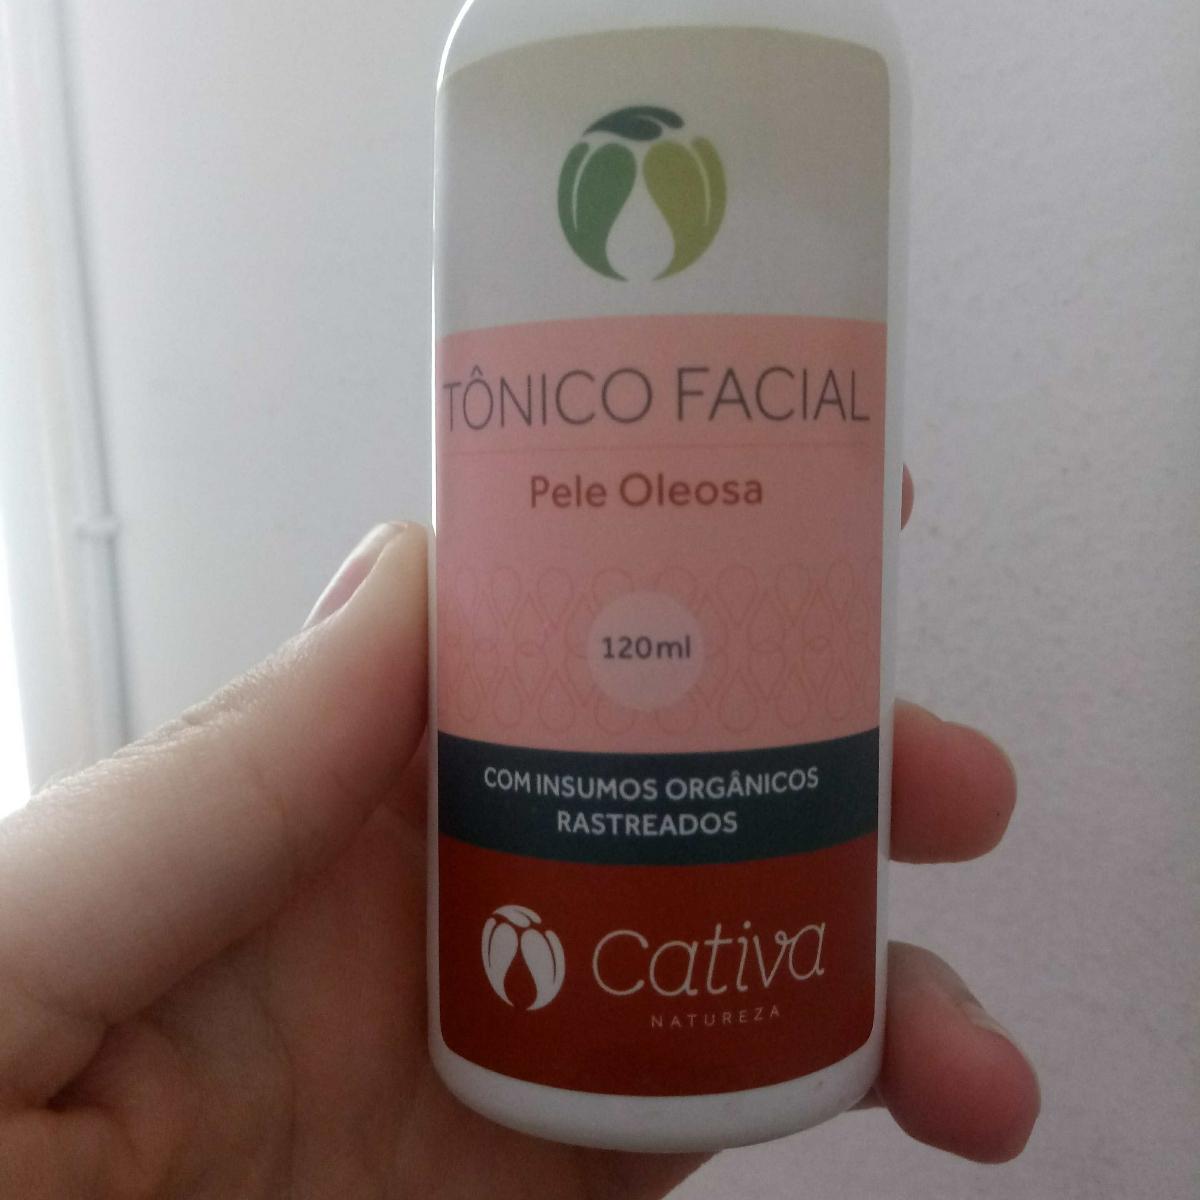 TÔNICO FACIAL
Pele Oleosa
120ml
COM INSUMOS ORGÂNICOS
RASTREADOS
Cativa
NATUREZA